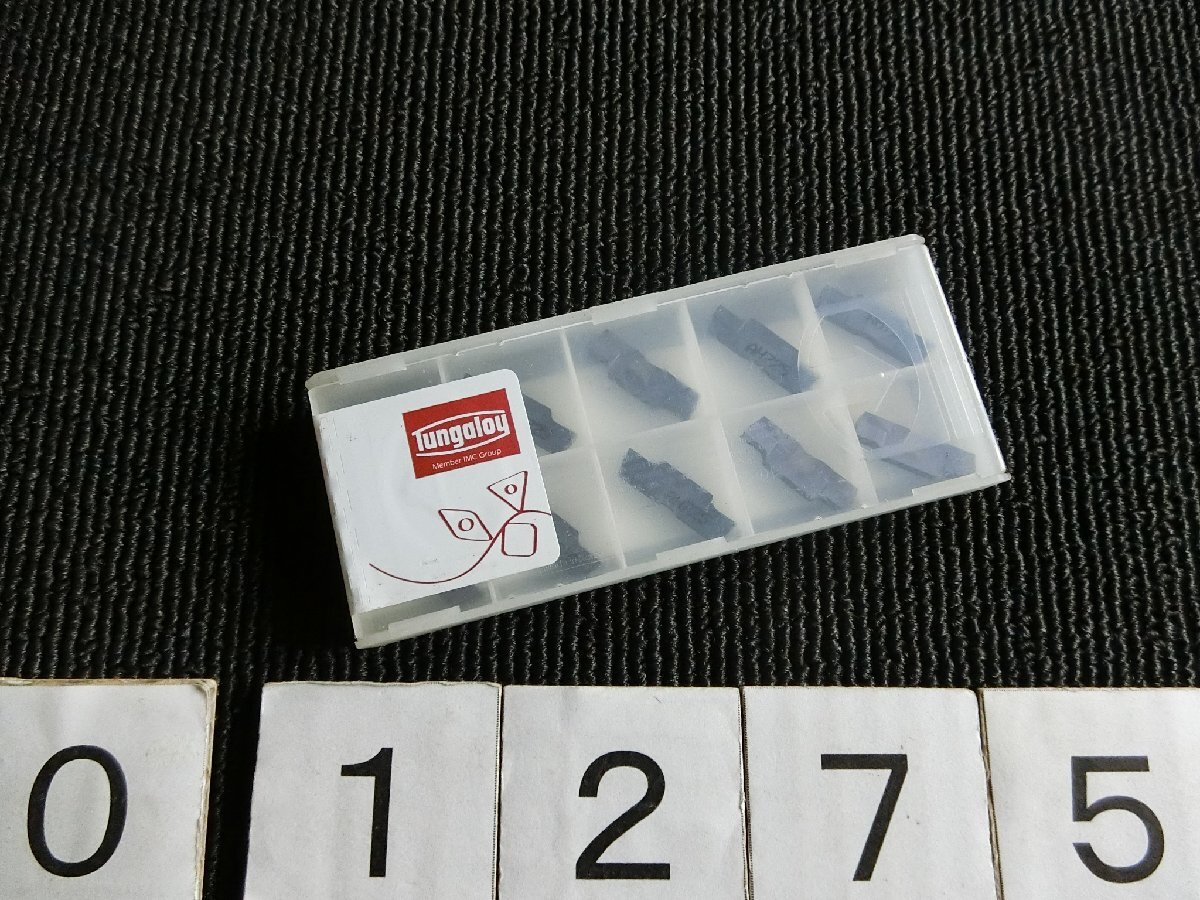 Tungaloy
Member IMC Group
0 1 2 7 5